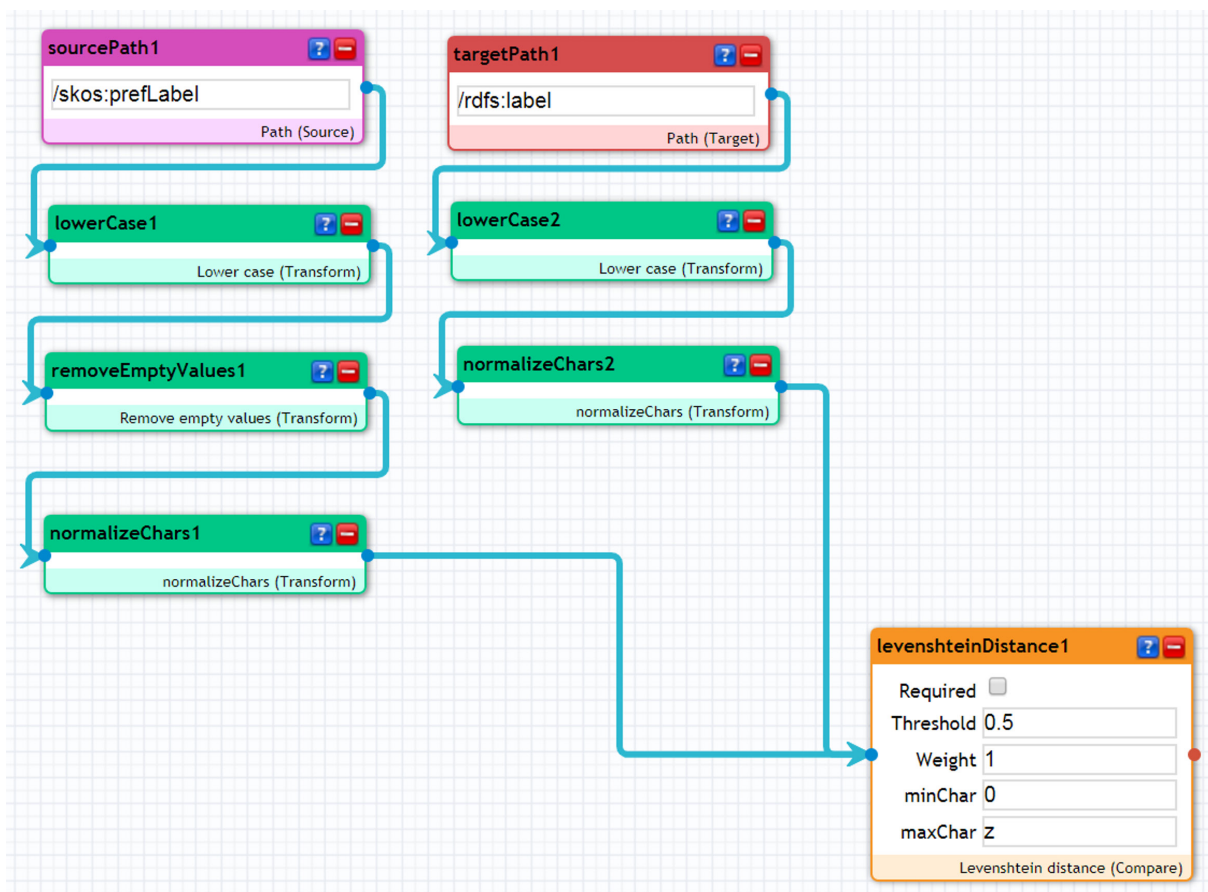 sourcePath1
/skos:prefLabel
Path (Source)
targetPath1
/rdfs:label
Path (Target)
lowerCase1
Lower case (Transform)
lowerCase2
Lower case (Transform)
removeEmptyValues1
Remove empty values (Transform)
normalizeChars2
normalizeChars (Transform)
normalizeChars1
normalizeChars (Transform)
levenshteinDistance1
Required
Threshold 0.5
Weight 1
minChar 0
maxChar z
Levenshtein distance (Compare)